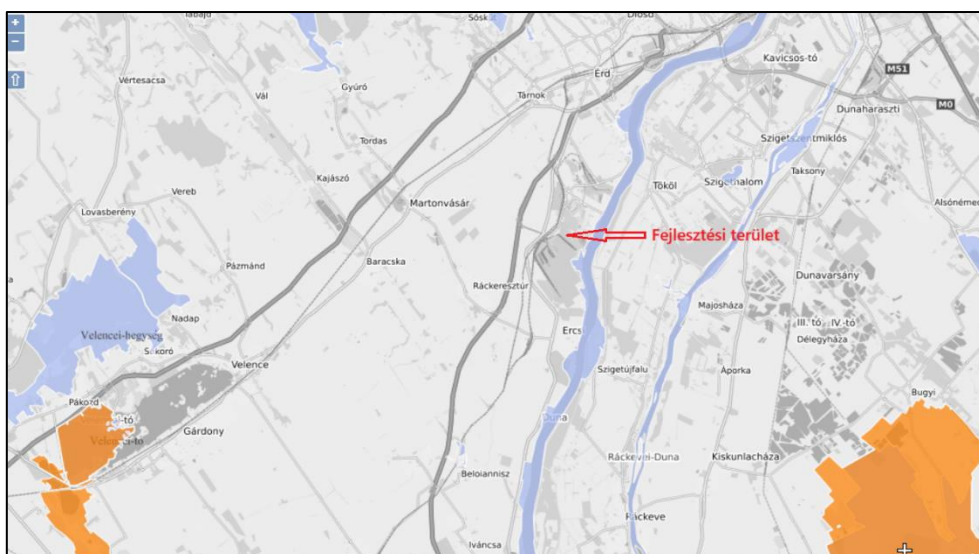 +
−
⇧
Tabajd
Sósk
Diósd
Érd
Kavicsos-tó
M51
Vértesacsa
Vál
Gyúró
Tárnok
Dunaharaszti
M0
Tordas
Szigetszentmiklós
Kajászó
Tököl
Szigethalom
Taksony
Vereb
Martonvásár
Alsónémed
Lovasberény
Fejlesztési terület
Pázmánd
Baracska
Dunavarsány
Ráckeresztúr
Majosháza
Nadap
Velencei-hegység
Ercsi
III. tó
IV.-tó
Délegyháza
Sukoró
Velence
Szigetújfalu
Áporka
Bugyi
Pákozd
Duna
Velencei-tó
Gárdony
Ráckevei-Duna
Kiskunlacháza
Beloiannisz
Ráckeve
Iváncsa